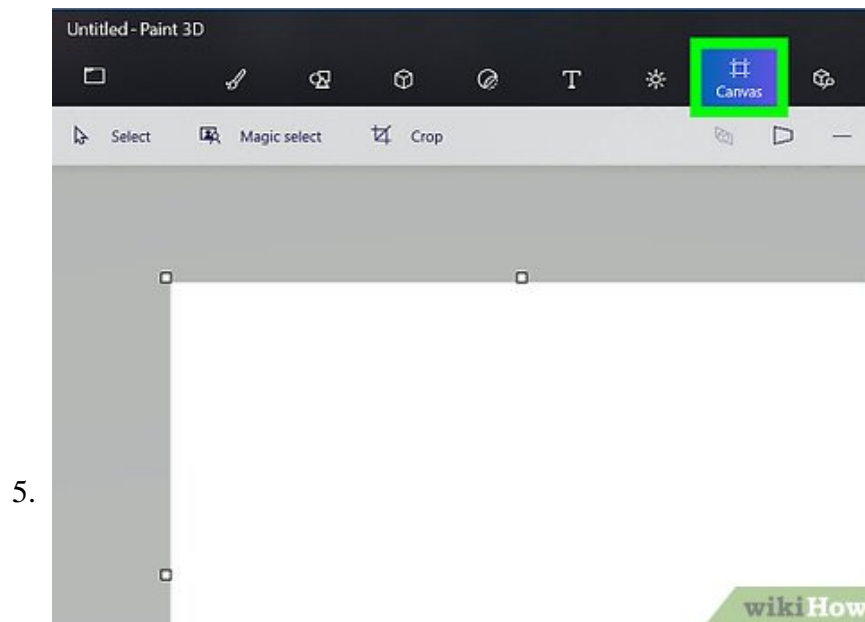 Untitled - Paint 3D
T
Canvas
Select Magic select Crop
5.
wikiHow